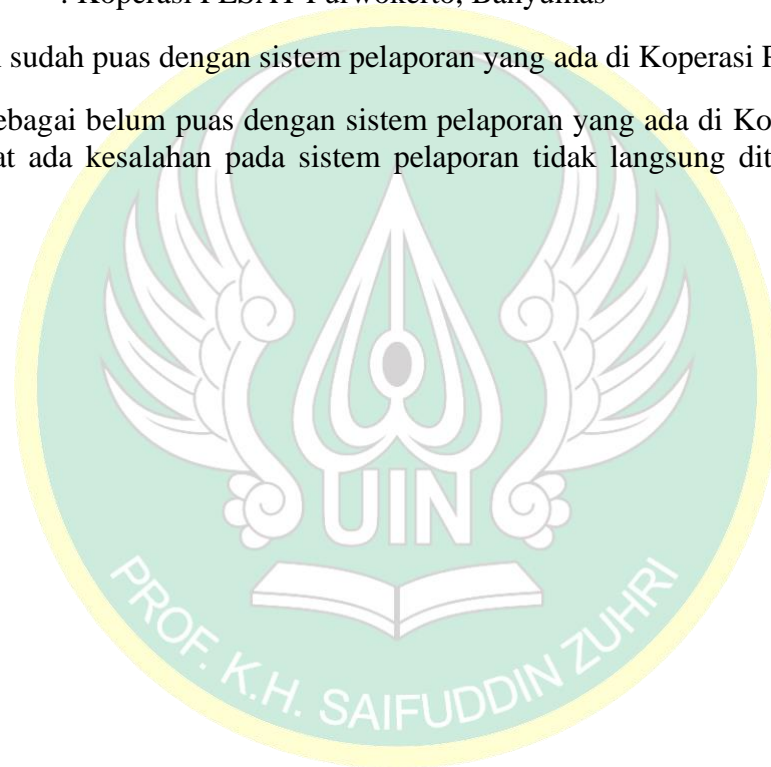 : Koperasi PESAT Purwokerto, Banyumas
sudah puas dengan sistem pelaporan yang ada di Koperasi
ebagai belum puas dengan sistem pelaporan yang ada di Ko
at ada kesalahan pada sistem pelaporan tidak langsung dit
UIN
PROF. K.H. SAIFUDDIN ZUHRI